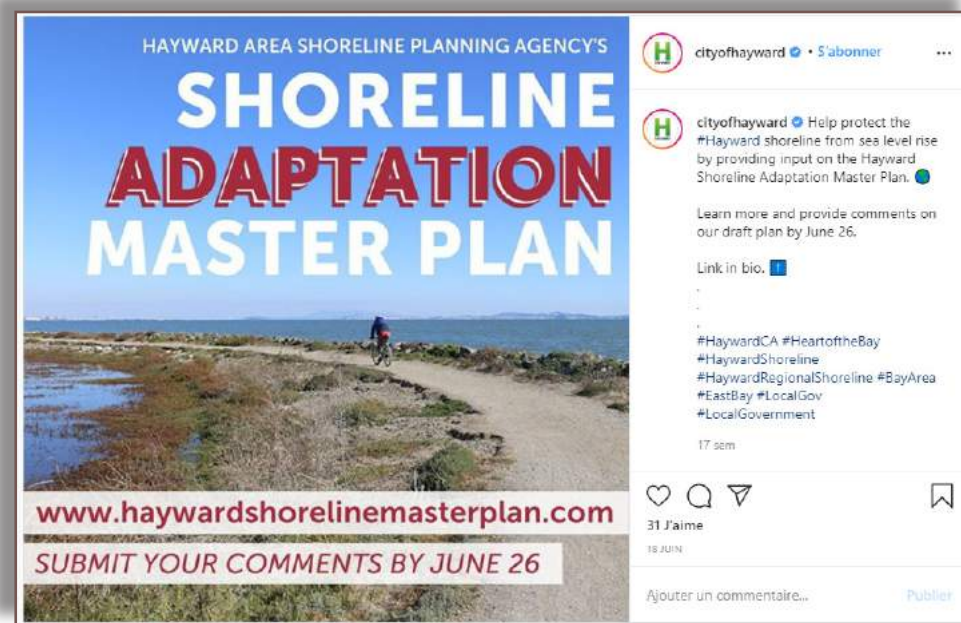 HAYWARD AREA SHORELINE PLANNING AGENCY'S
SHORELINE
ADAPTATION
MASTER PLAN
www.haywardshorelinemasterplan.com
SUBMIT YOUR COMMENTS BY JUNE 26
H
cityofhayward • S'abonner
H
cityofhayward Help protect the
#Hayward shoreline from sea level rise
by providing input on the Hayward
Shoreline Adaptation Master Plan.
Learn more and provide comments on
our draft plan by June 26.
Link in bio.
.
.
.
#HaywardCA #HeartoftheBay
#HaywardShoreline
#HaywardRegionalShoreline #BayArea
#EastBay #LocalGov
#LocalGovernment
17 sem
31 J'aime
18 JUIN
Ajouter un commentaire...
Publier